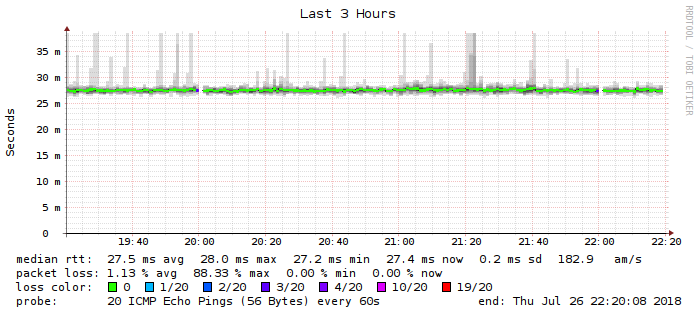 Last 3 Hours
RRDTOOL / TOBI OETIKER
Seconds
35 m
30 m
25 m
20 m
15 m
10 m
5 m
0
19:40 20:00 20:20 20:40 21:00 21:20 21:40 22:00 22:20
median rtt: 27.5 ms avg 28.0 ms max 27.2 ms min 27.4 ms now 0.2 ms sd 182.9 am/s
packet loss: 1.13 % avg 88.33 % max 0.00 % min 0.00 % now
loss color: 0 1/20 2/20 3/20 4/20 10/20 19/20
probe: 20 ICMP Echo Pings (56 Bytes) every 60s end: Thu Jul 26 22:20:08 2018